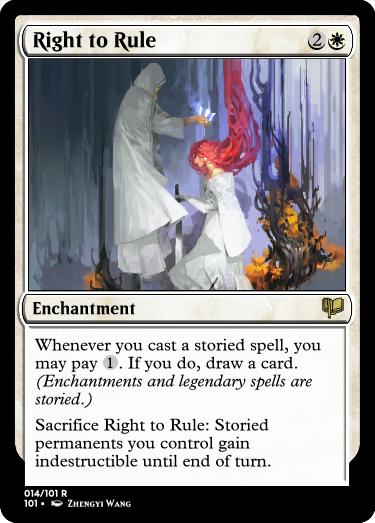 Right to Rule 2
Enchantment
Whenever you cast a storied spell, you
may pay 1. If you do, draw a card.
(Enchantments and legendary spells are
storied.)
Sacrifice Right to Rule: Storied
permanents you control gain
indestructible until end of turn.
014/101 R
101 • Zhengyi Wang